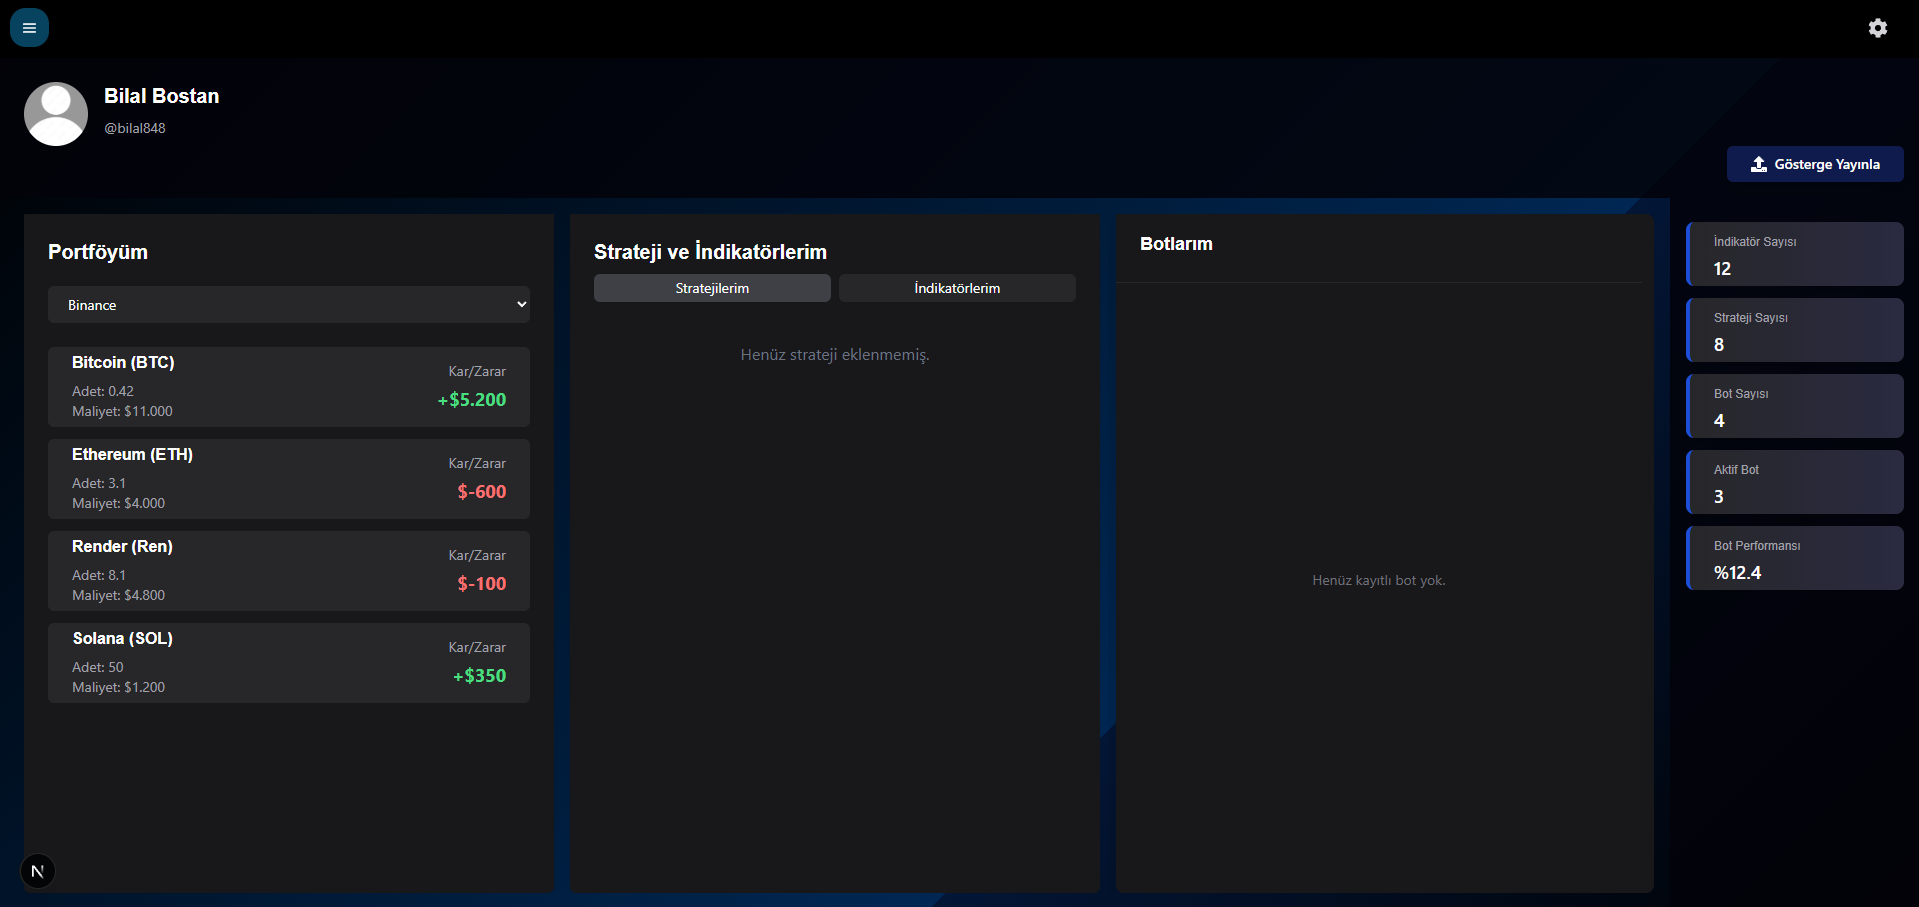 Bilal Bostan
@bilal848
Gösterge Yayınla
Portföyüm
Binance
Bitcoin (BTC)
Adet: 0.42
Maliyet: $11.000
Kar/Zarar
+$5.200
Ethereum (ETH)
Adet: 3.1
Maliyet: $4.000
Kar/Zarar
$-600
Render (Ren)
Adet: 8.1
Maliyet: $4.800
Kar/Zarar
$-100
Solana (SOL)
Adet: 50
Maliyet: $1.200
Kar/Zarar
+$350
Strateji ve İndikatörlerim
Stratejilerim
İndikatörlerim
Henüz strateji eklenmemiş.
Botlarım
Henüz kayıtlı bot yok.
İndikatör Sayısı
12
Strateji Sayısı
8
Bot Sayısı
4
Aktif Bot
3
Bot Performansı
%12.4
N